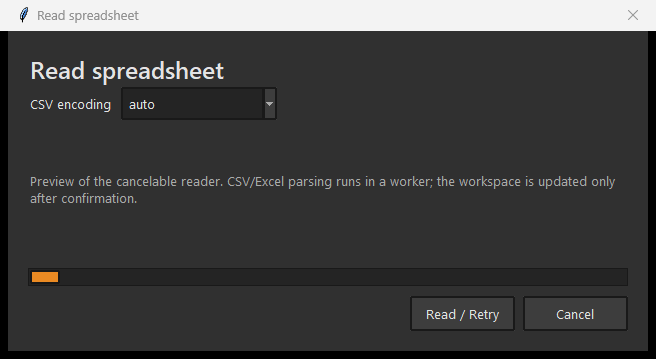 Read spreadsheet
Read spreadsheet
CSV encoding auto
Preview of the cancelable reader. CSV/Excel parsing runs in a worker; the workspace is updated only
after confirmation.
Read / Retry Cancel